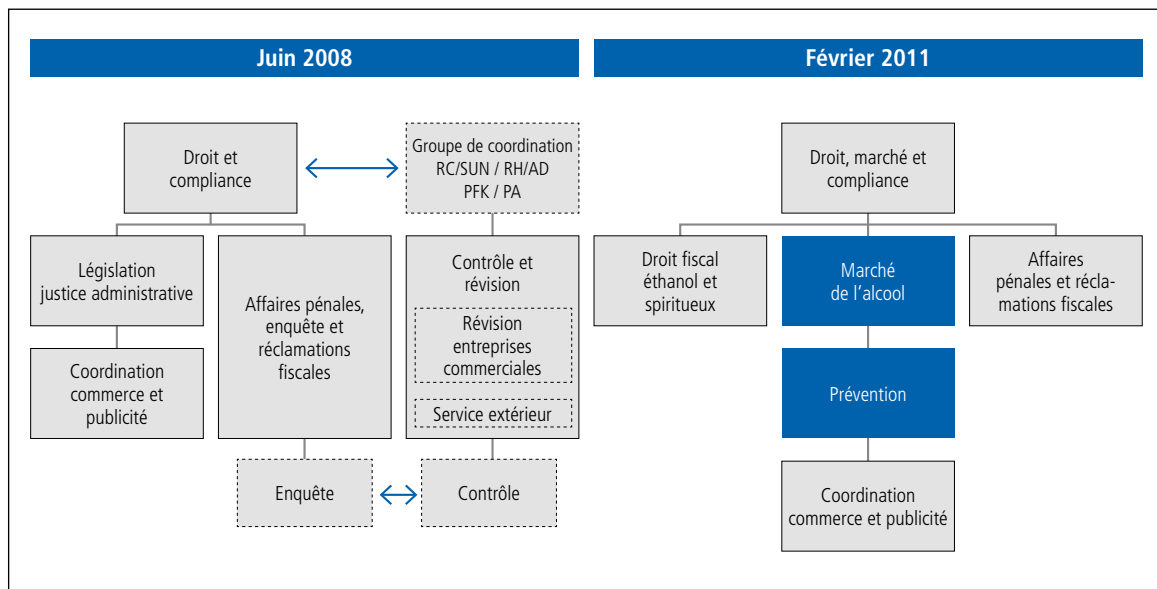 Juin 2008
Droit et
compliance
Groupe de coordination
RC/SUN / RH/AD
PFK / PA
Législation
justice administrative
Affaires pénales,
enquête et
réclamations
fiscales
Contrôle et
révision
Révision
entreprises
commerciales
Service extérieur
Coordination
commerce et
publicité
Enquête
Contrôle
Février 2011
Droit, marché et
compliance
Droit fiscal
éthanol et
spiritueux
Marché
de l’alcool
Affaires
pénales et récla-
mations fiscales
Prévention
Coordination
commerce et publicité